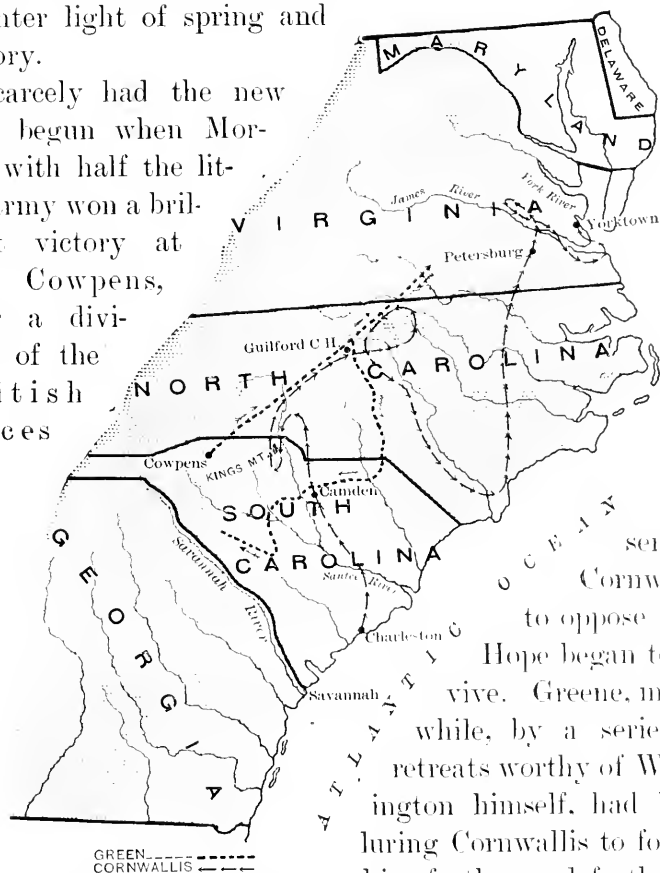 nter light of spring and
ory.
carcely had the new
begun when Mor-
with half the lit-
rmy won a bril-
victory at
Cowpens,
a divi-
of the
itish
ces
MARYLAND
DELAWARE
VIRGINIA
James River
York River
Yorktown
Petersburg
Guilford C H
NORTH CAROLINA
Cowpens
KINGS MT.
Camden
SOUTH CAROLINA
Santee River
Savannah River
Charleston
Savannah
GEORGIA
ATLANTIC OCEAN
sen
Cornw
to oppose
Hope began to
vive. Greene, m
while, by a serie
retreats worthy of W
ington himself, had
luring Cornwallis to fo
GREEN
CORNWALLIS